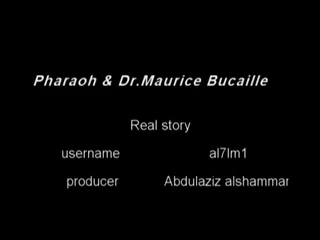 Pharaoh & Dr.Maurice Bucaille
Real story
username al7lm1
producer Abdulaziz alshammar